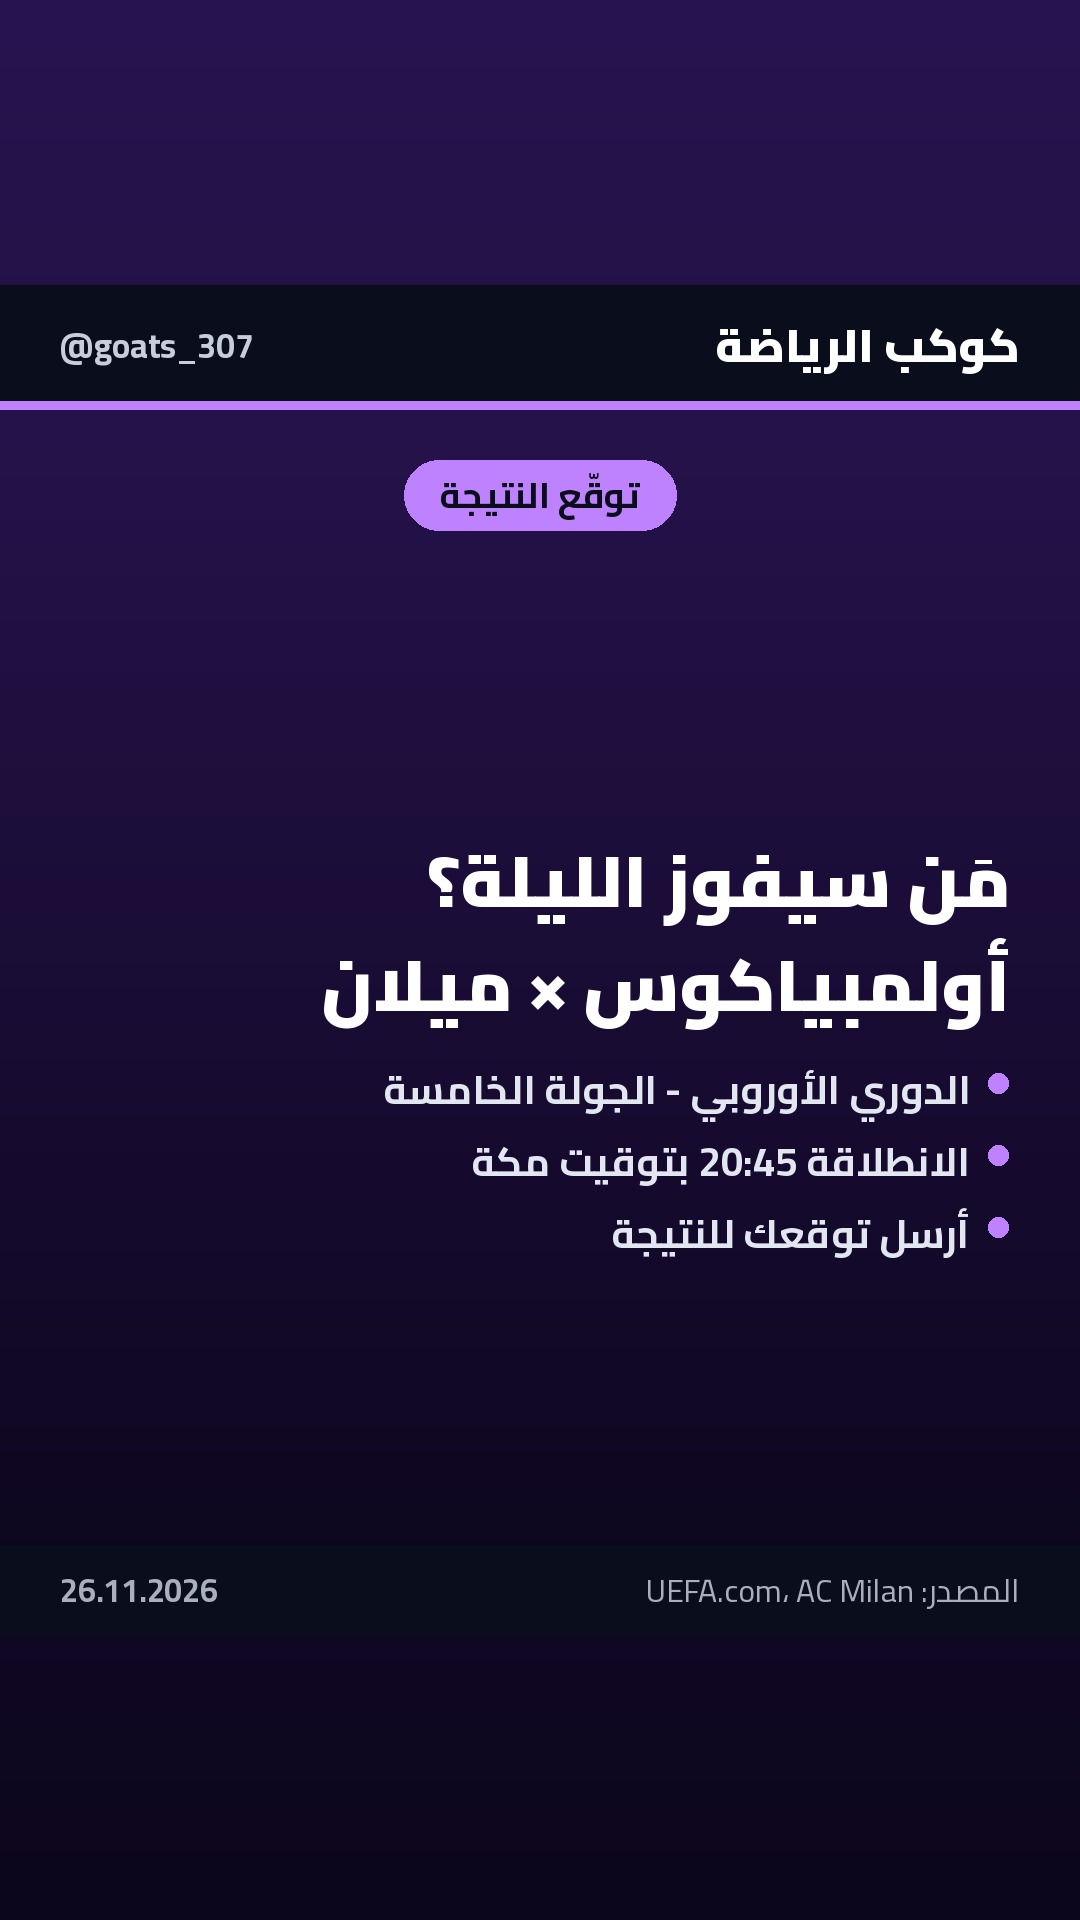 كوكب الرياضة
@goats_307
توقّع النتيجة
مَن سيفوز الليلة؟
أولمبياكوس × ميلان
الدوري الأوروبي - الجولة الخامسة
الانطلاقة 20:45 بتوقيت مكة
أرسل توقعك للنتيجة
المصدر: UEFA.com، AC Milan
26.11.2026